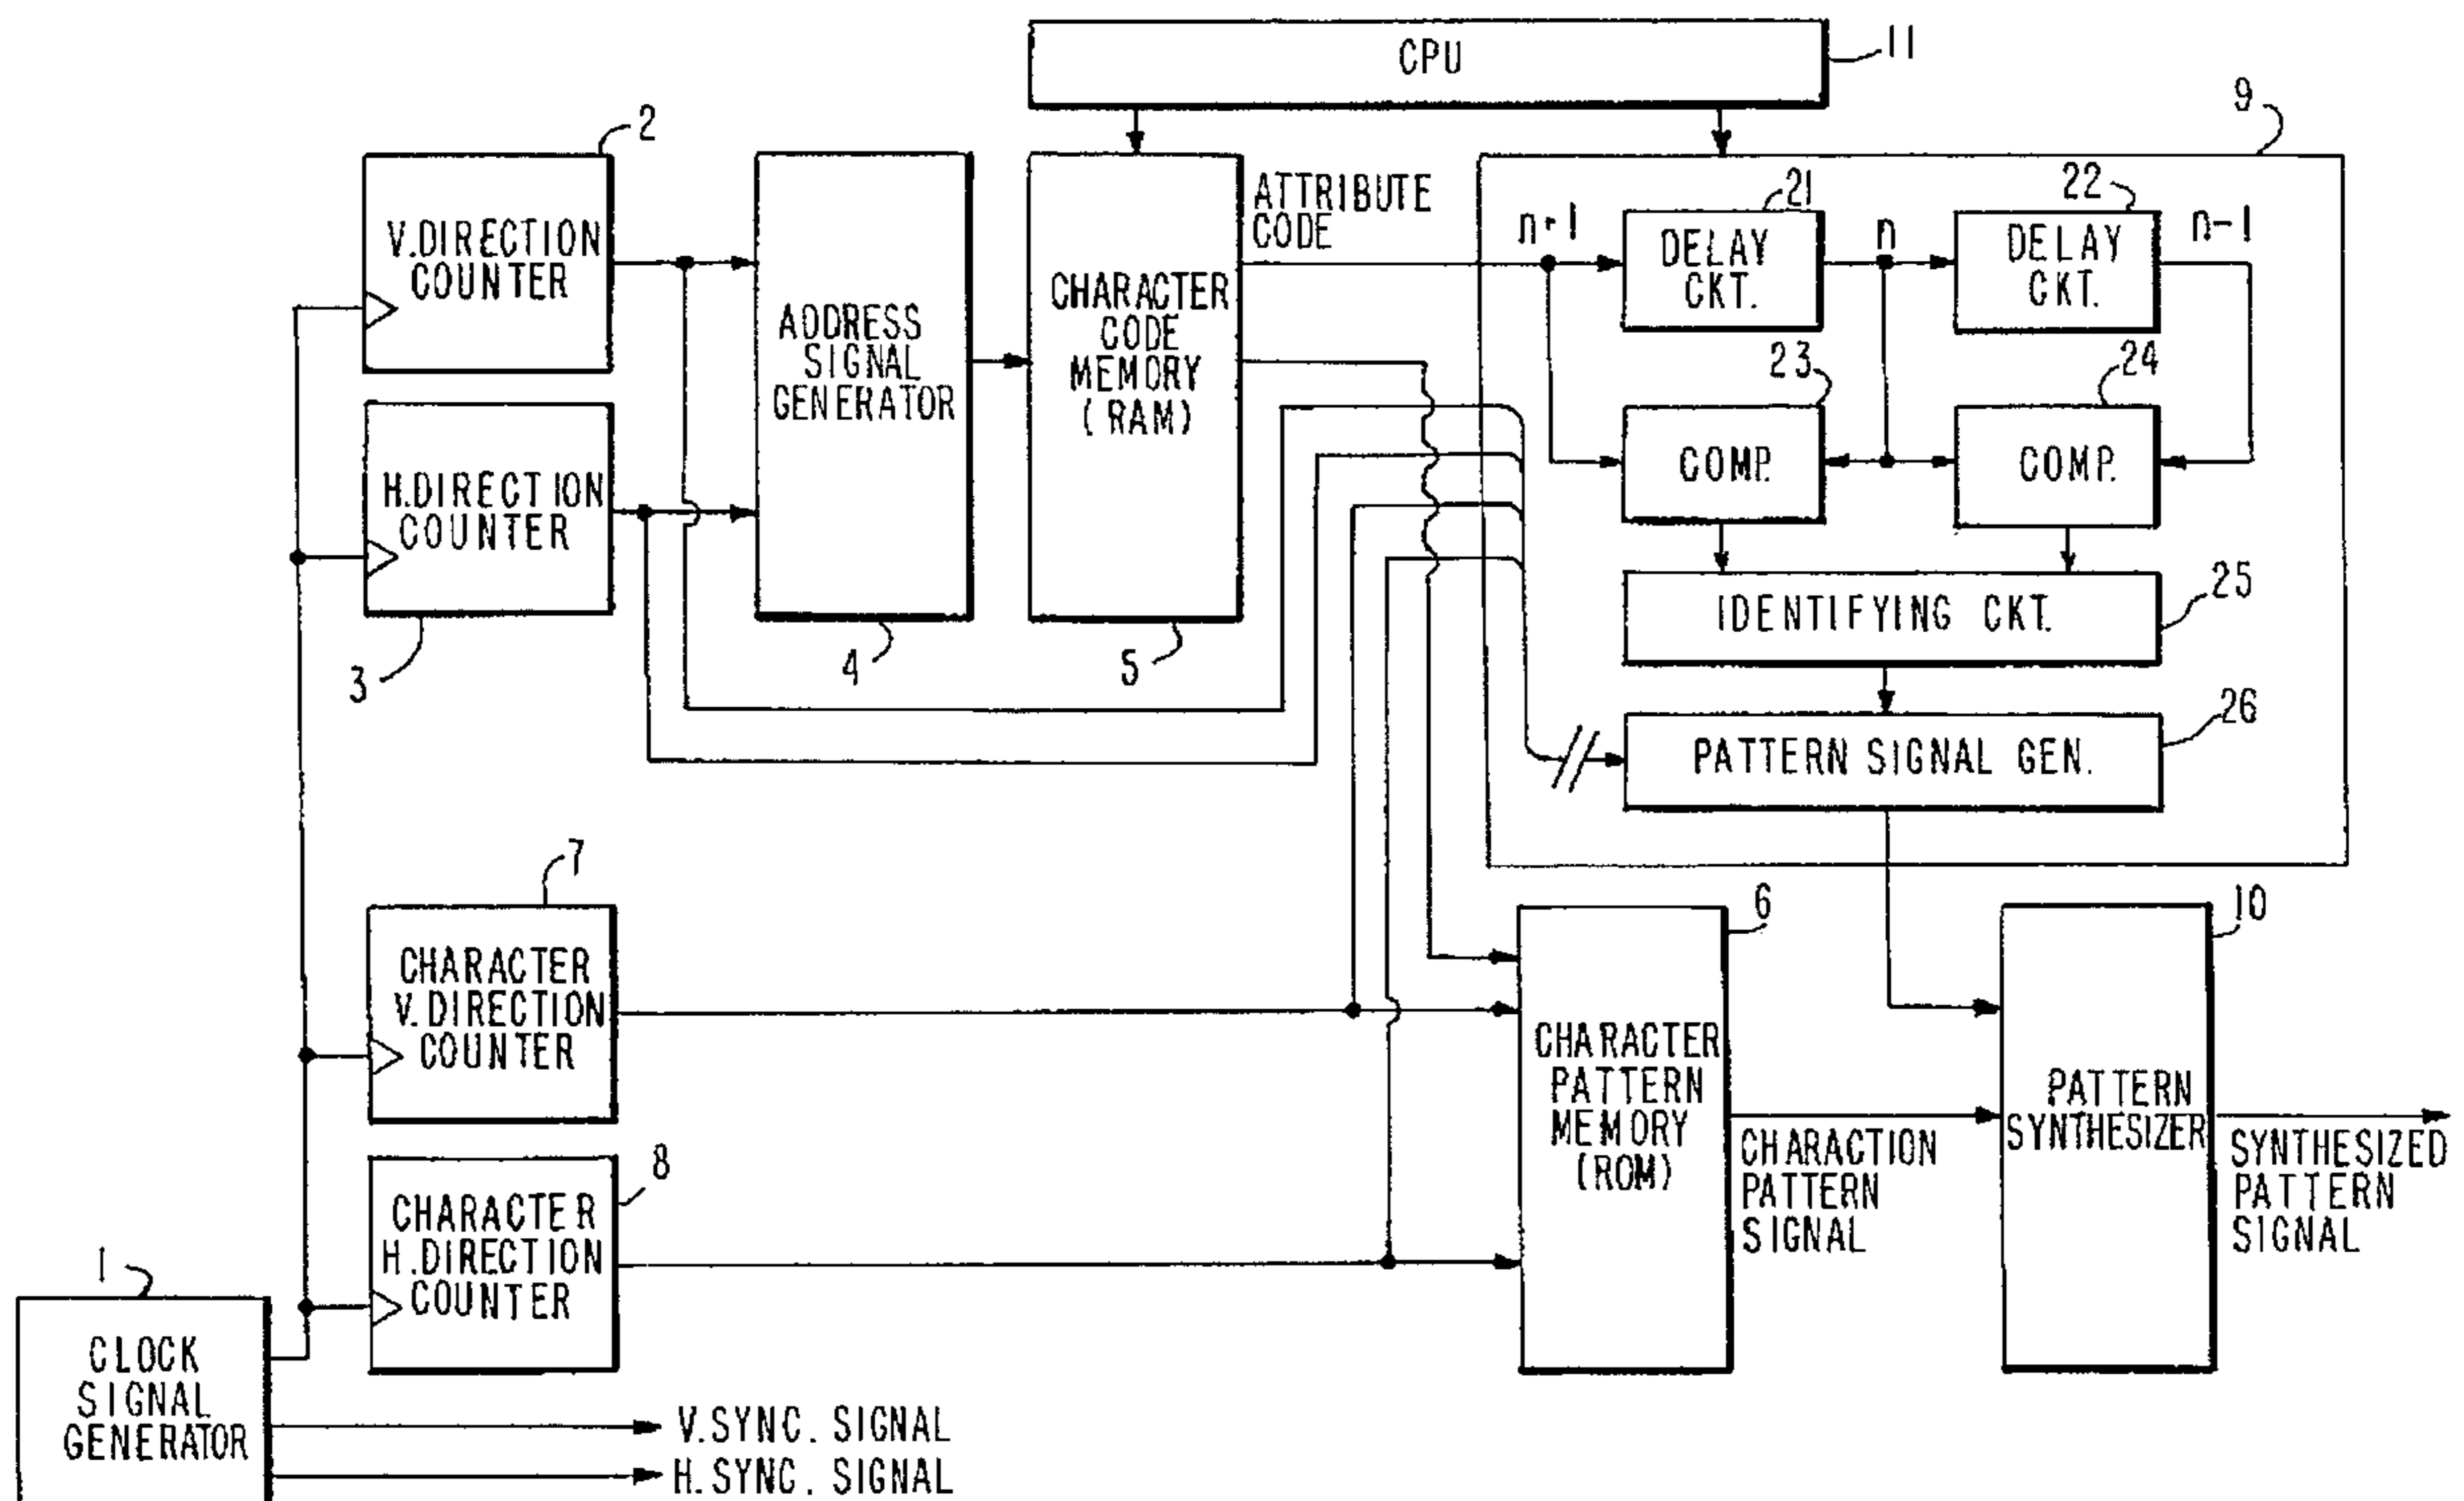 CPU
11
9
2
V.DIRECTION
COUNTER
H.DIRECTION
COUNTER
3
ADDRESS
SIGNAL
GENERATOR
4
CHARACTER
CODE
MEMORY
(RAM)
5
ATTRIBUTE
CODE
n+1
21
DELAY
CKT.
n
22
DELAY
CKT.
n-1
23
COMP.
24
COMP.
25
IDENTIFYING CKT.
26
PATTERN SIGNAL GEN.
7
CHARACTER
V.DIRECTION
COUNTER
8
CHARACTER
H.DIRECTION
COUNTER
6
CHARACTER
PATTERN
MEMORY
(ROM)
CHARACTION
PATTERN
SIGNAL
10
PATTERN
SYNTHESIZER
SYNTHESIZED
PATTERN
SIGNAL
1
CLOCK
SIGNAL
GENERATOR
V.SYNC. SIGNAL
H.SYNC. SIGNAL